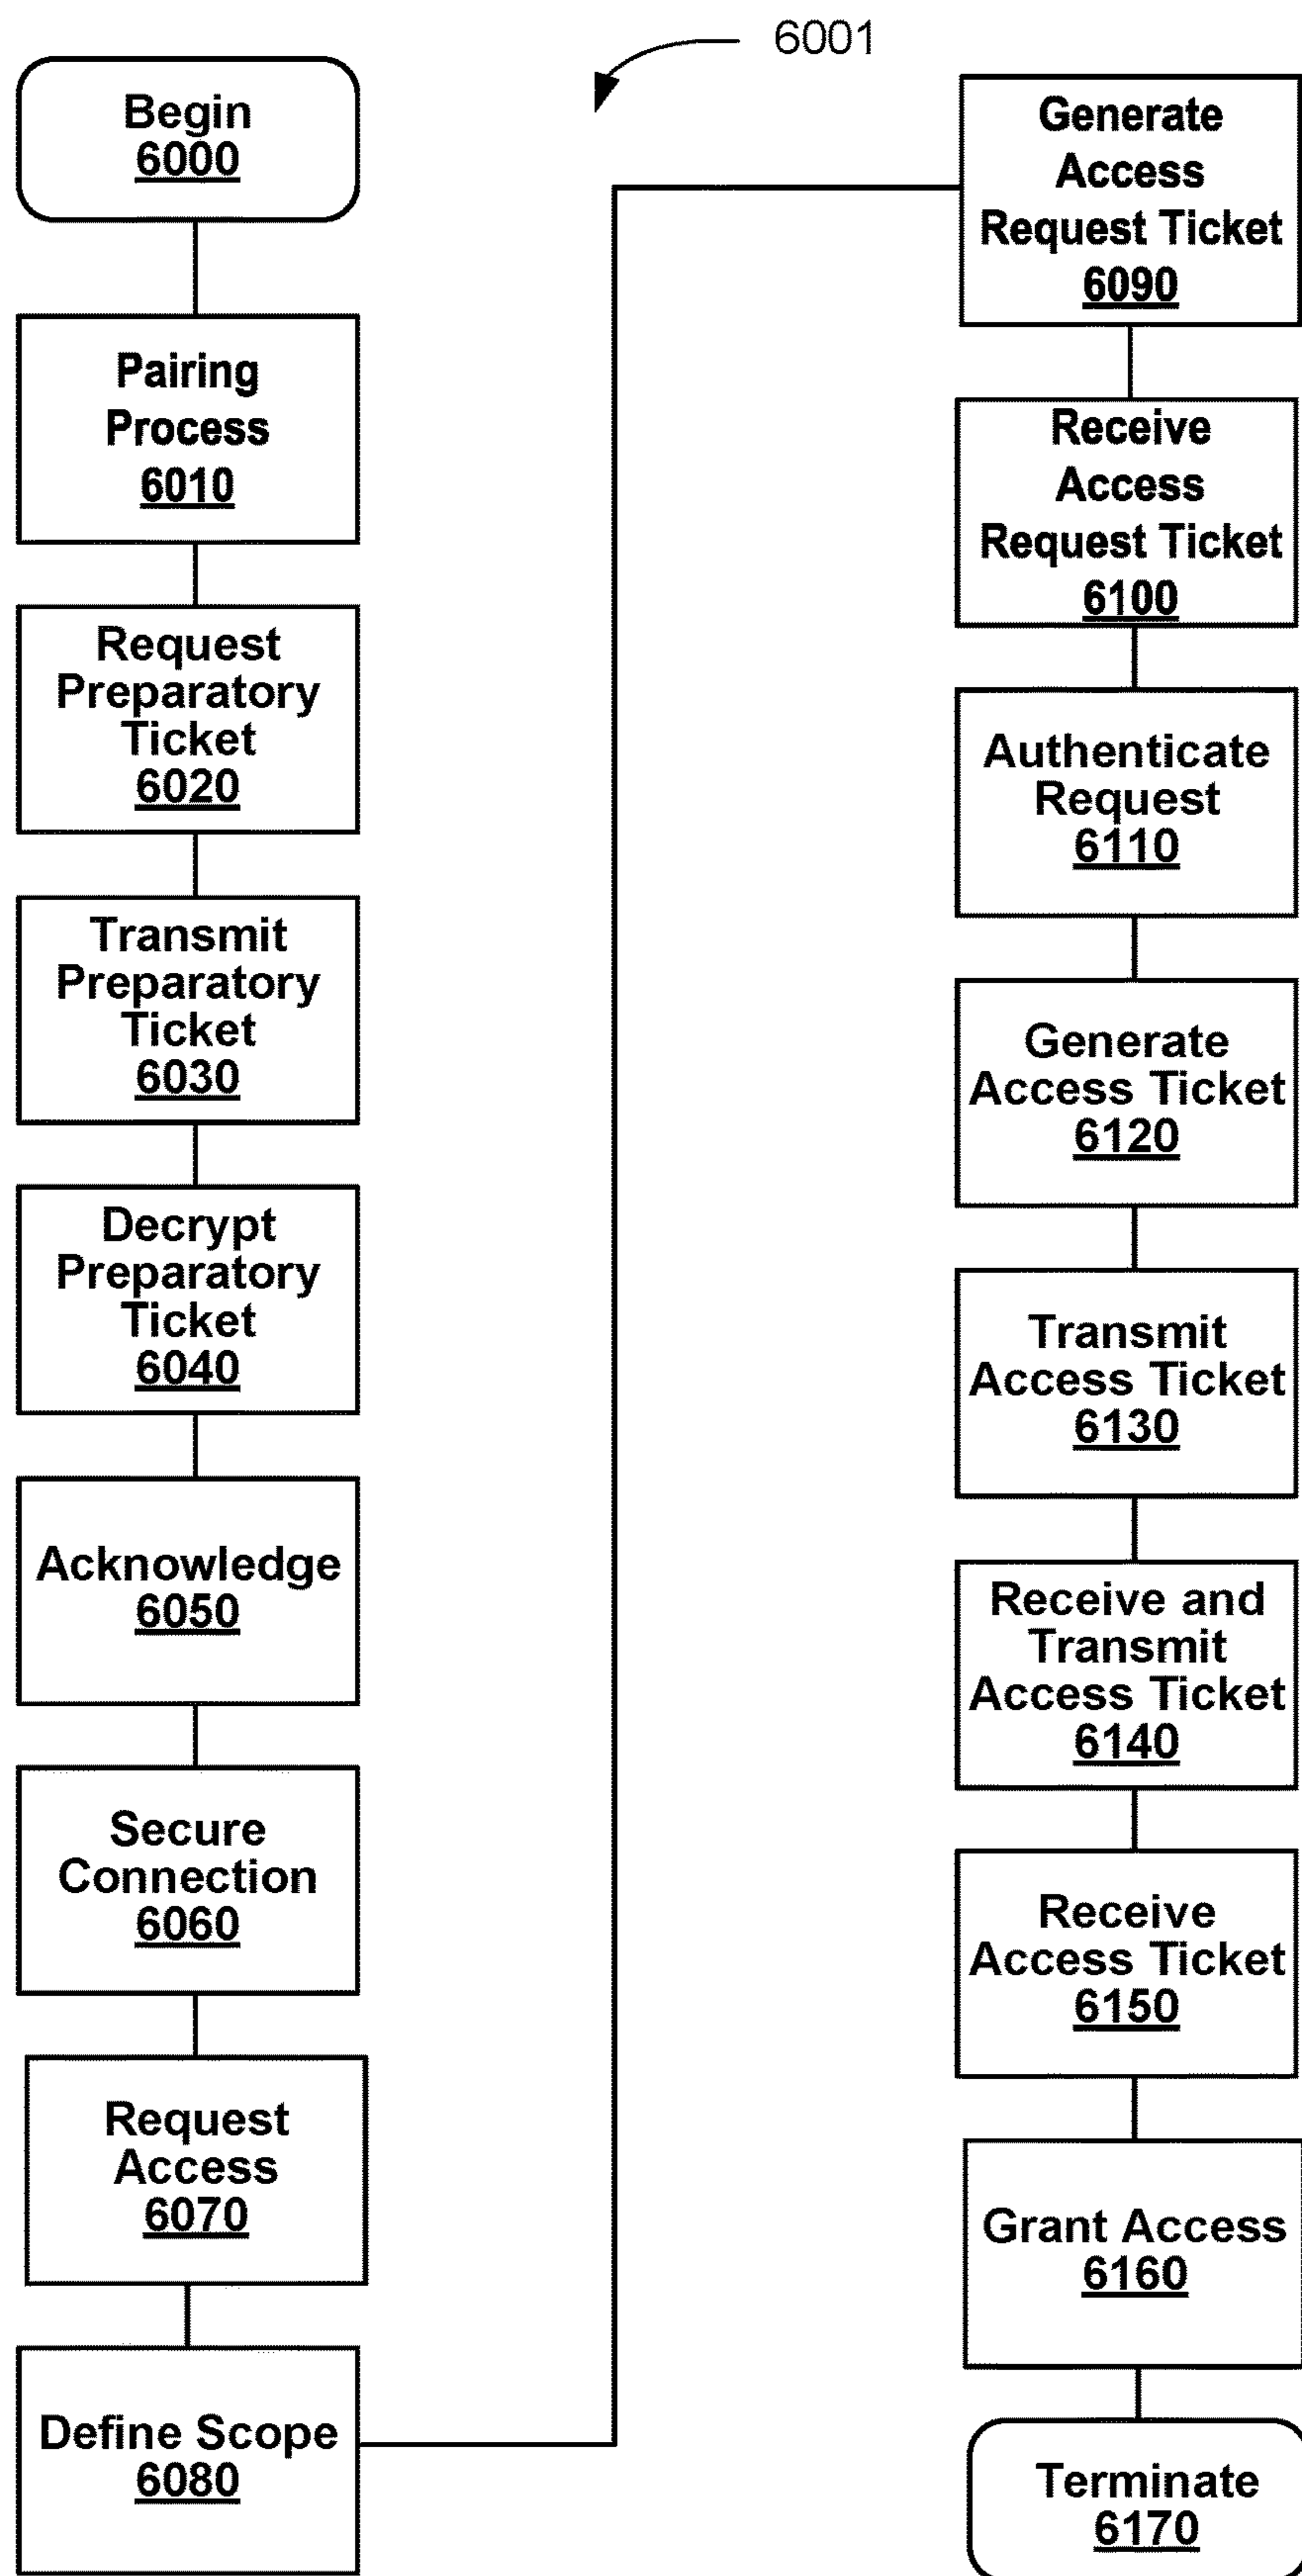 6001
Begin
6000
Pairing
Process
6010
Request
Preparatory
Ticket
6020
Transmit
Preparatory
Ticket
6030
Decrypt
Preparatory
Ticket
6040
Acknowledge
6050
Secure
Connection
6060
Request
Access
6070
Define Scope
6080
Generate
Access
Request Ticket
6090
Receive
Access
Request Ticket
6100
Authenticate
Request
6110
Generate
Access Ticket
6120
Transmit
Access Ticket
6130
Receive and
Transmit
Access Ticket
6140
Receive
Access Ticket
6150
Grant Access
6160
Terminate
6170